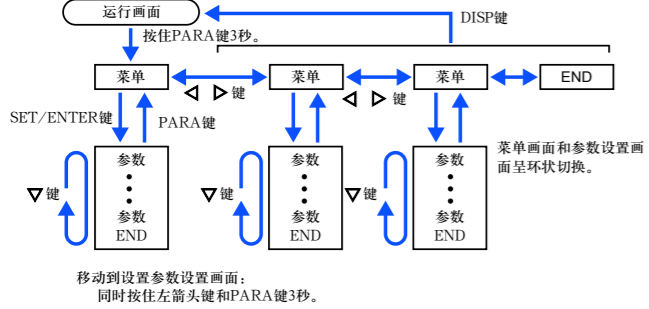 运行画面
DISP键
按住PARA键3秒。
菜单
菜单
菜单
END
键
键
SET/ENTER键
PARA键
菜单画面和参数设置画
面呈环状切换。
键
参数
参数
END
键
参数
参数
END
键
参数
参数
END
移动到设置参数设置画面：
同时按住左箭头键和PARA键3秒。